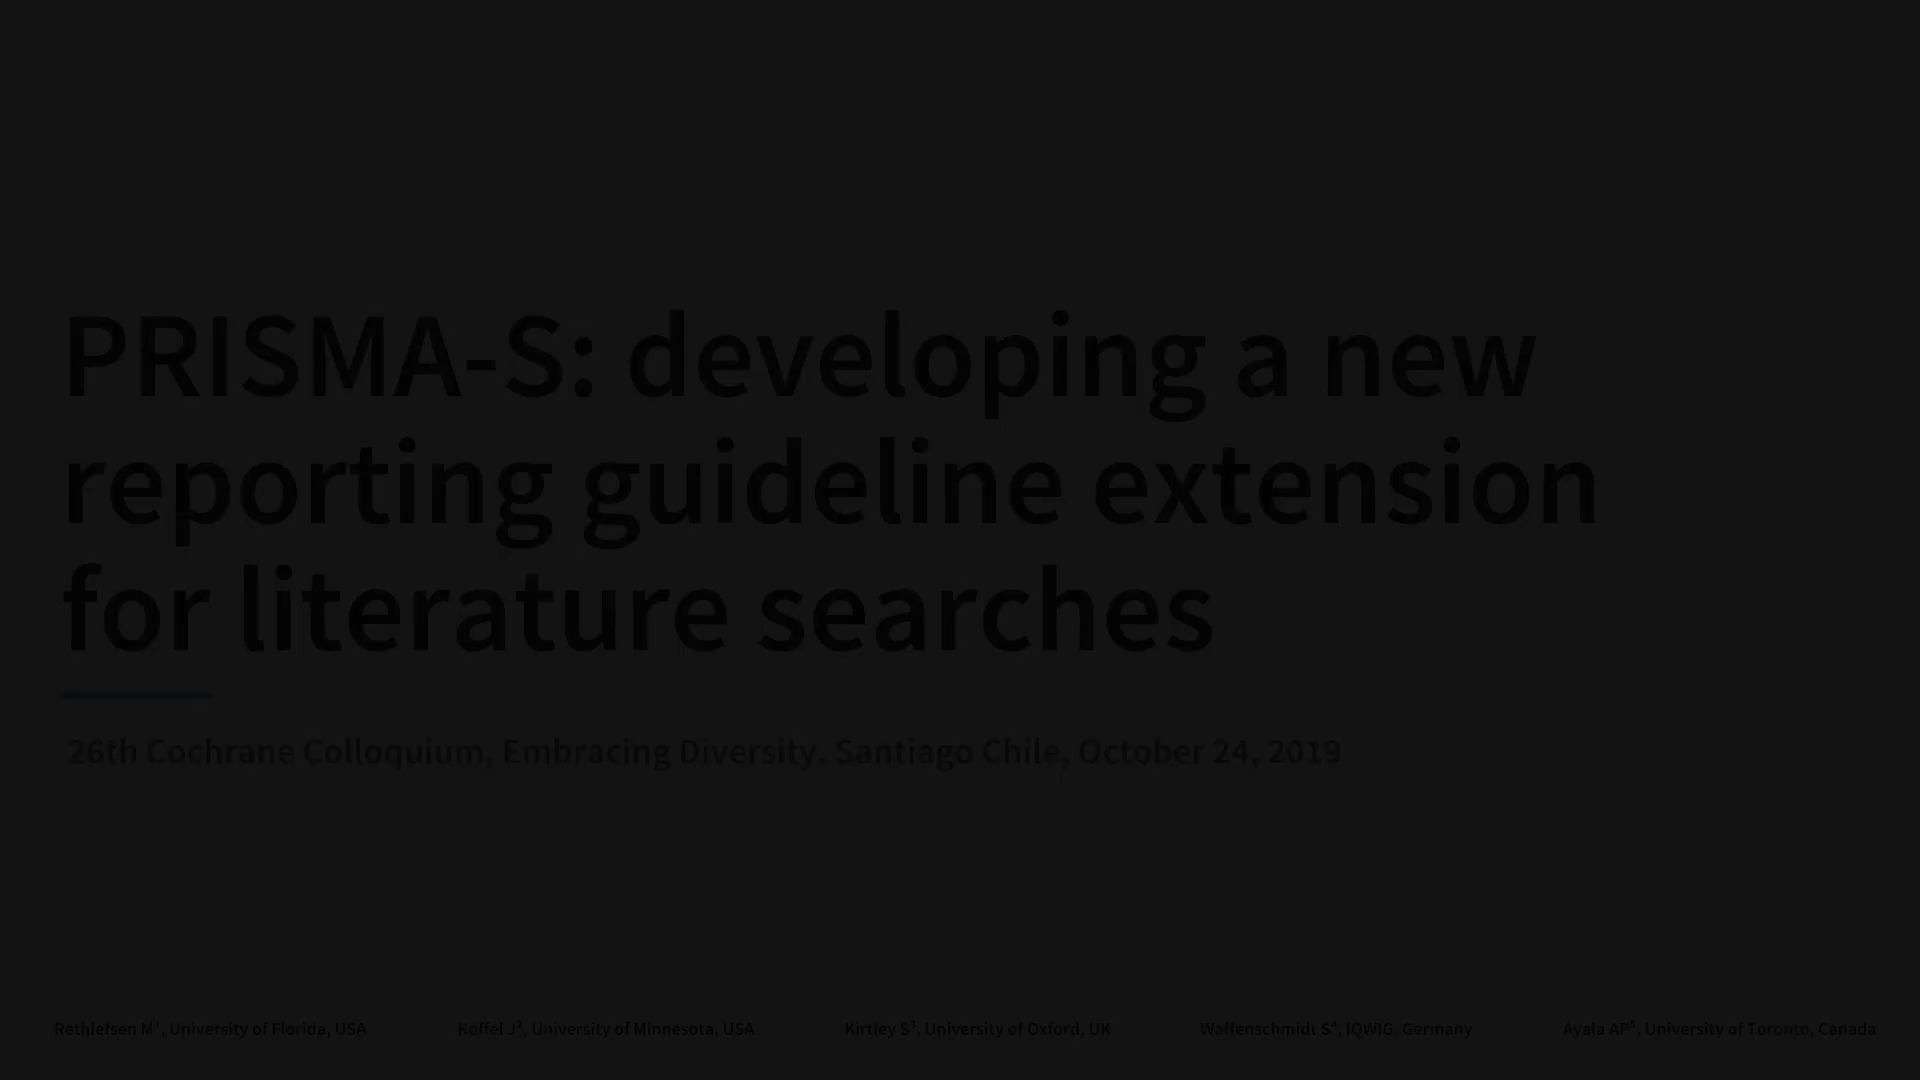 PRISMA-S: developing a new
reporting guideline extension
for literature searches
26th Cochrane Colloquium, Embracing Diversity. Santiago Chile, October 24, 2019
Rethlefsen M¹, University of Florida, USA
Koffel J², University of Minnesota, USA
Kirtley S³, University of Oxford, UK
Waffenschmidt S⁴, IQWIG, Germany
Ayala AP⁵, University of Toronto, Canada